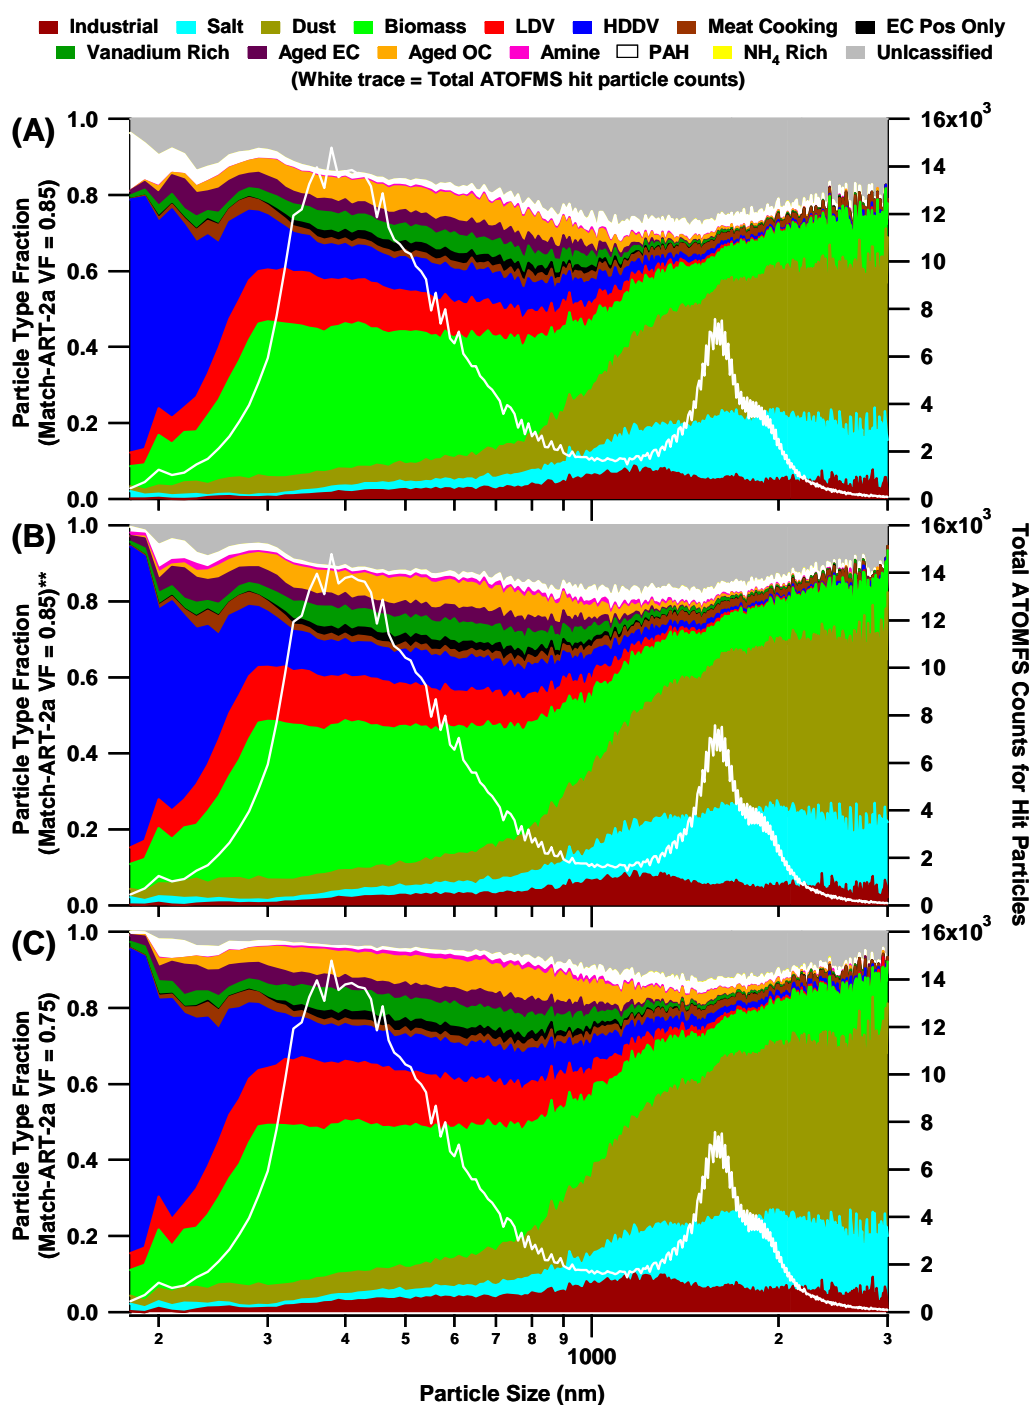 Industrial Salt Dust Biomass LDV HDDV Meat Cooking EC Pos Only
Vanadium Rich Aged EC Aged OC Amine PAH NH4 Rich Unlcassified
(White trace = Total ATOFMS hit particle counts)
(A)
1.0
0.8
0.6
0.4
0.2
0.0
Particle Type Fraction
(Match-ART-2a VF = 0.85)
16x10³
14
12
10
8
6
4
2
0
(B)
1.0
0.8
0.6
0.4
0.2
0.0
Particle Type Fraction
(Match-ART-2a VF = 0.85)**
16x10³
14
12
10
8
6
4
2
0
Total ATOMFS Counts for Hit Particles
(C)
1.0
0.8
0.6
0.4
0.2
0.0
Particle Type Fraction
(Match-ART-2a VF = 0.75)
16x10³
14
12
10
8
6
4
2
0
2 3 4 5 6 7 8 9 2 3
1000
Particle Size (nm)